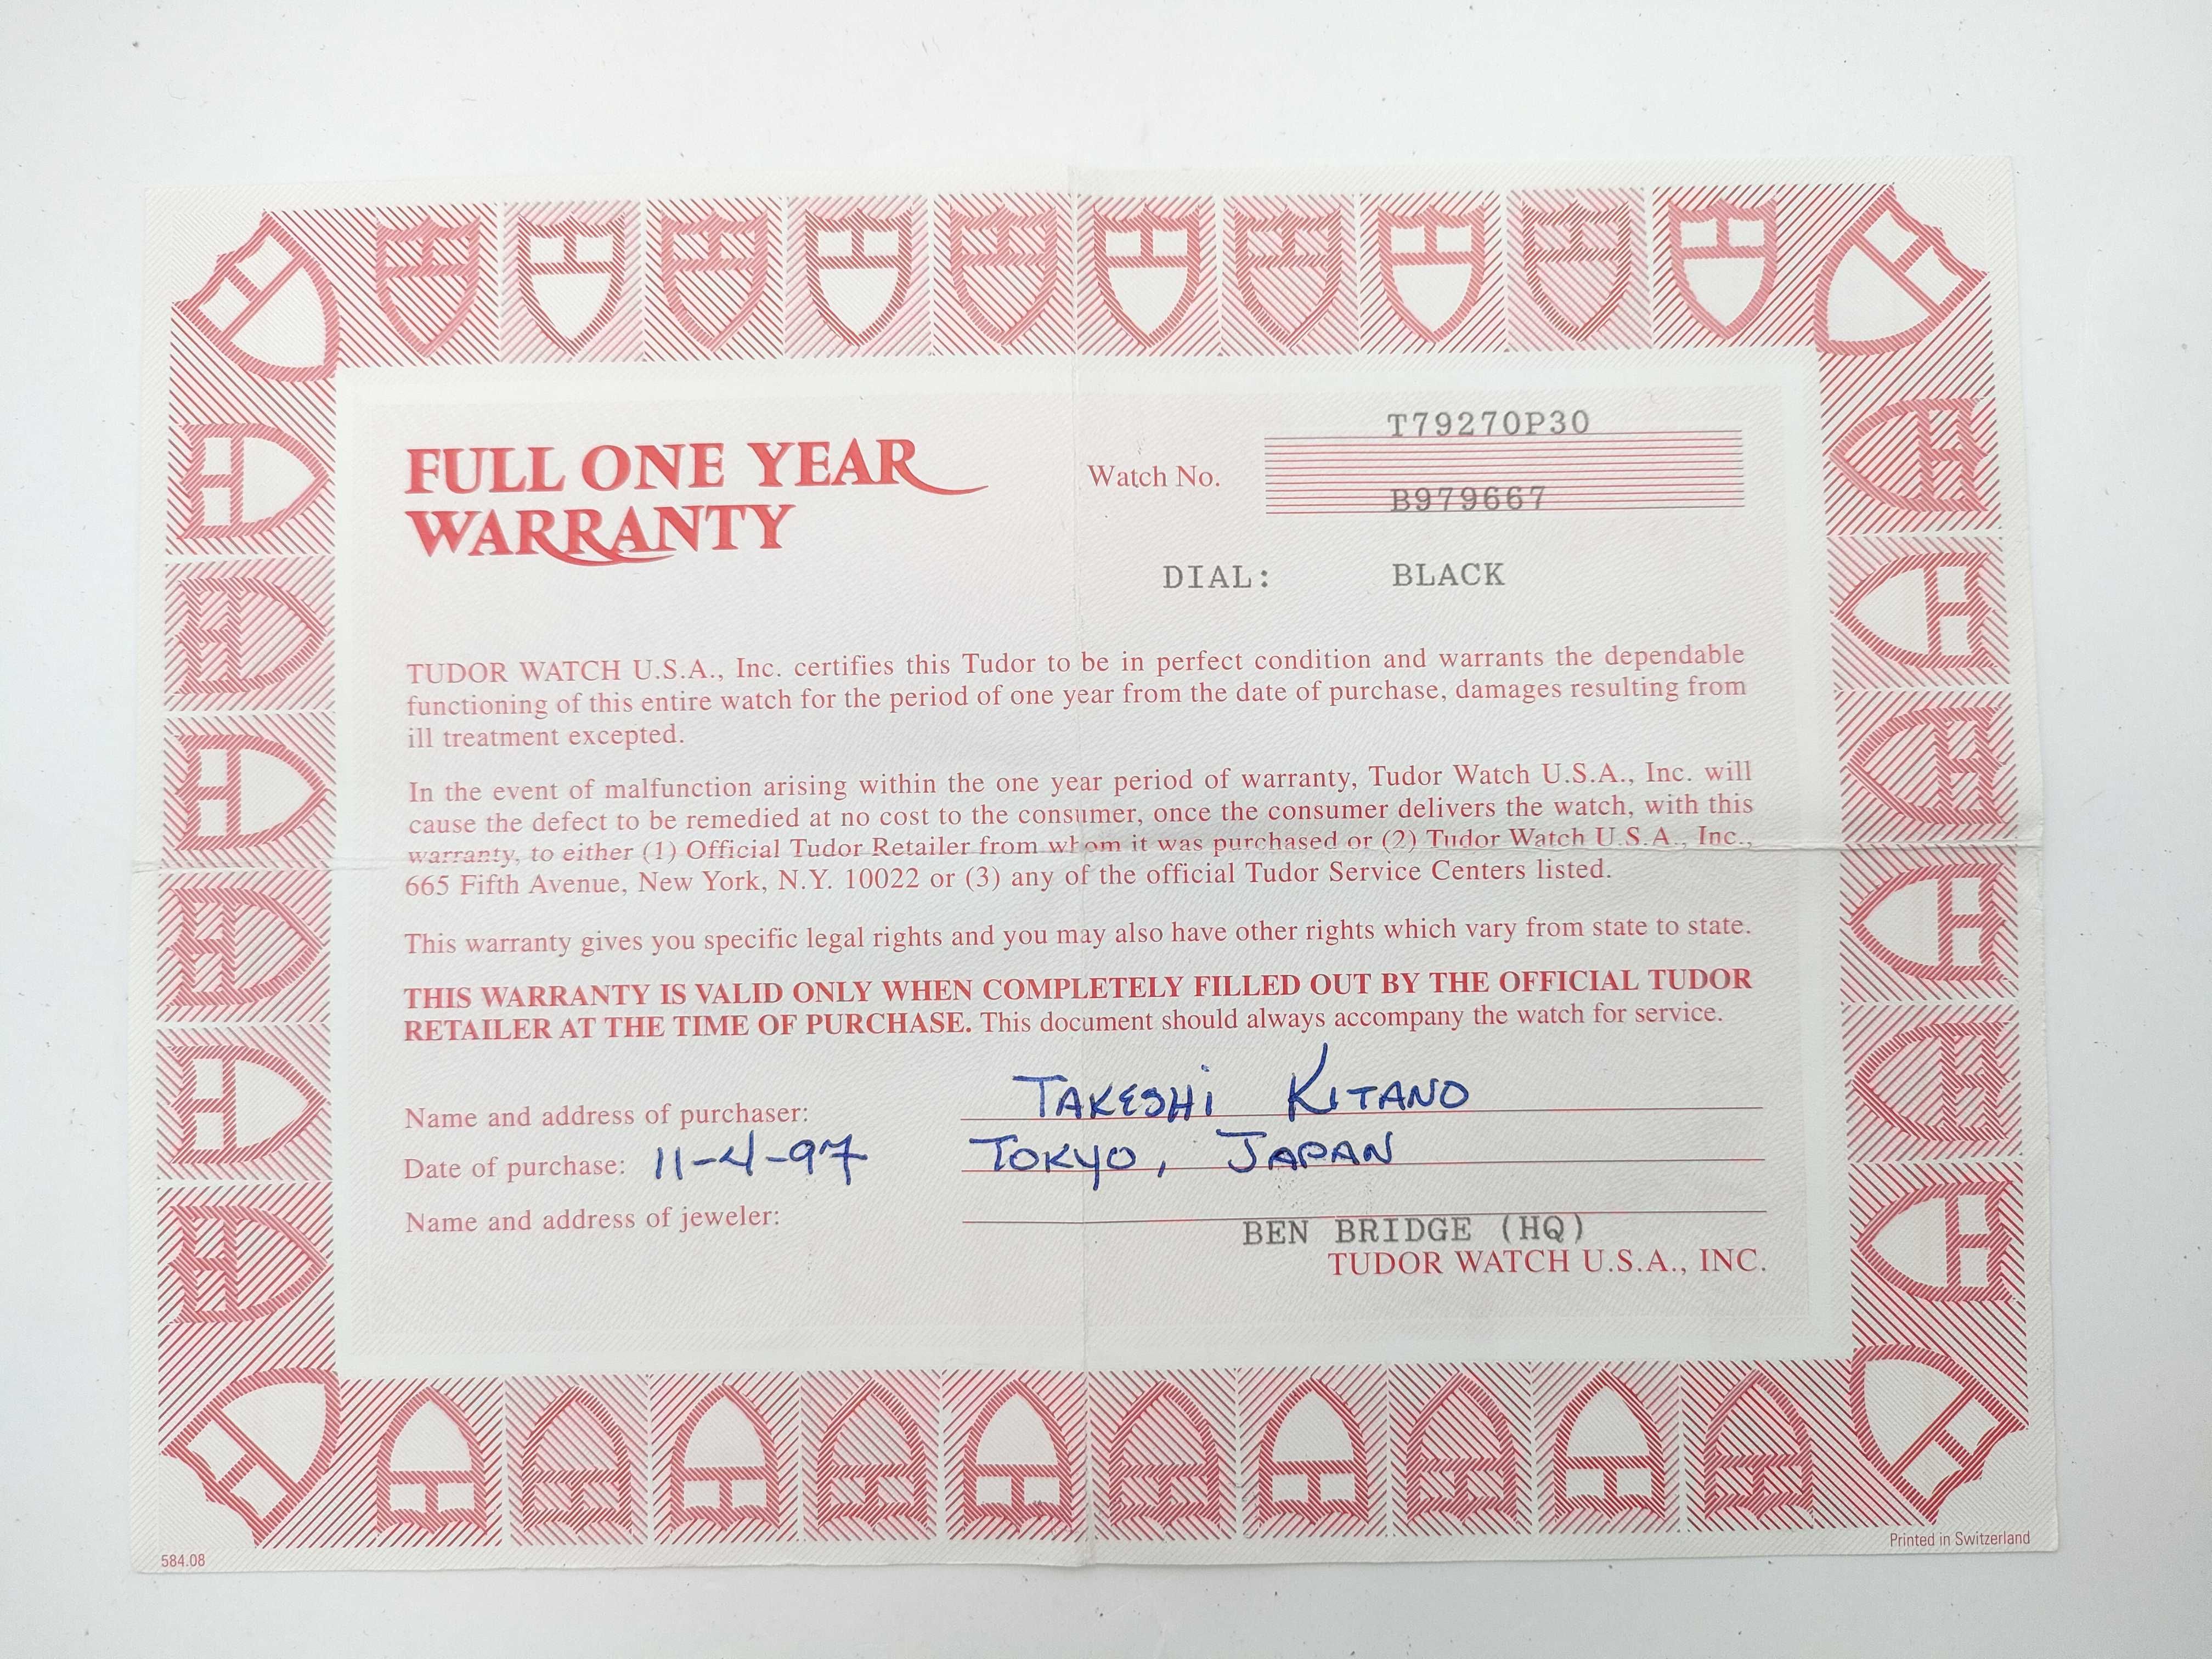 T79270P30
FULL ONE YEAR
WARRANTY
Watch No.
B979667
DIAL: BLACK
TUDOR WATCH U.S.A., Inc. certifies this Tudor to be in perfect condition and warrants the dependable
functioning of this entire watch for the period of one year from the date of purchase, damages resulting from
ill treatment excepted.
In the event of malfunction arising within the one year period of warranty, Tudor Watch U.S.A., Inc. will
cause the defect to be remedied at no cost to the consumer, once the consumer delivers the watch, with this
warranty, to either (1) Official Tudor Retailer from whom it was purchased or (2) Tudor Watch U.S.A., Inc.,
665 Fifth Avenue, New York, N.Y. 10022 or (3) any of the official Tudor Service Centers listed.
This warranty gives you specific legal rights and you may also have other rights which vary from state to state.
THIS WARRANTY IS VALID ONLY WHEN COMPLETELY FILLED OUT BY THE OFFICIAL TUDOR
RETAILER AT THE TIME OF PURCHASE. This document should always accompany the watch for service.
Name and address of purchaser: TAKESHi KITANO
Date of purchase: 11-4-97 TOKYO, JAPAN
Name and address of jeweler:
BEN BRIDGE (HQ)
TUDOR WATCH U.S.A., INC.
584.08
Printed in Switzerland